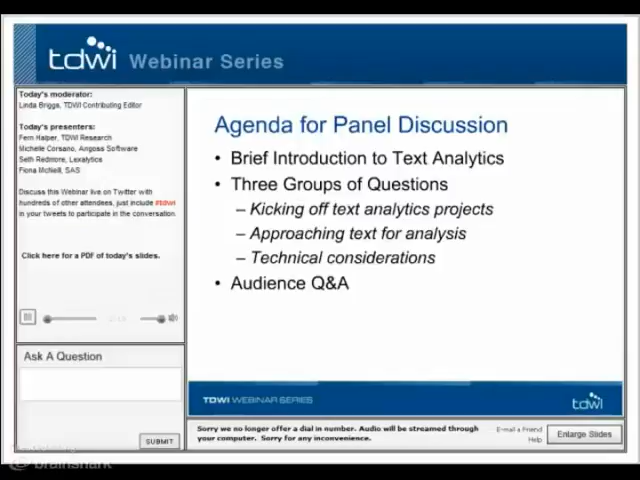 tdwi Webinar Series
Today's moderator:
Linda Briggs, TDWI Contributing Editor
Today's presenters:
Fern Halper, TDWI Research
Michelle Corsano, Angoss Software
Seth Redmore, Lexalytics
Fiona McNeill, SAS
Discuss this Webinar live on Twitter with
hundreds of other attendees, just include #tdwi
in your tweets to participate in the conversation.
Click here for a PDF of today's slides.
Ask A Question
SUBMIT
Agenda for Panel Discussion
• Brief Introduction to Text Analytics
• Three Groups of Questions
– Kicking off text analytics projects
– Approaching text for analysis
– Technical considerations
• Audience Q&A
TDWI WEBINAR SERIES
tdwi
Sorry we no longer offer a dial in number. Audio will be streamed through
your computer. Sorry for any inconvenience.
E-mail a Friend
Help
Enlarge Slides
brainshark